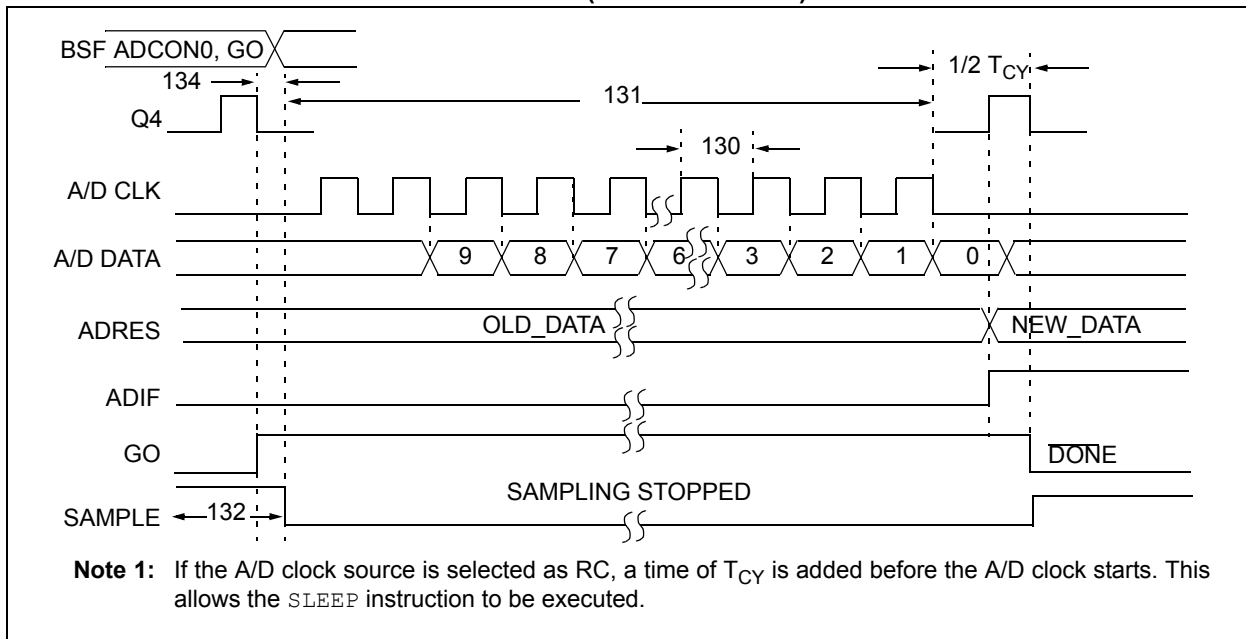 BSF ADCON0, GO
134
131
1/2 TCY
Q4
130
A/D CLK
A/D DATA
9 8 7 6 3 2 1 0
ADRES
OLD_DATA
NEW_DATA
ADIF
GO
DONE
SAMPLING STOPPED
SAMPLE
132
Note 1: If the A/D clock source is selected as RC, a time of TCY is added before the A/D clock starts. This
allows the SLEEP instruction to be executed.